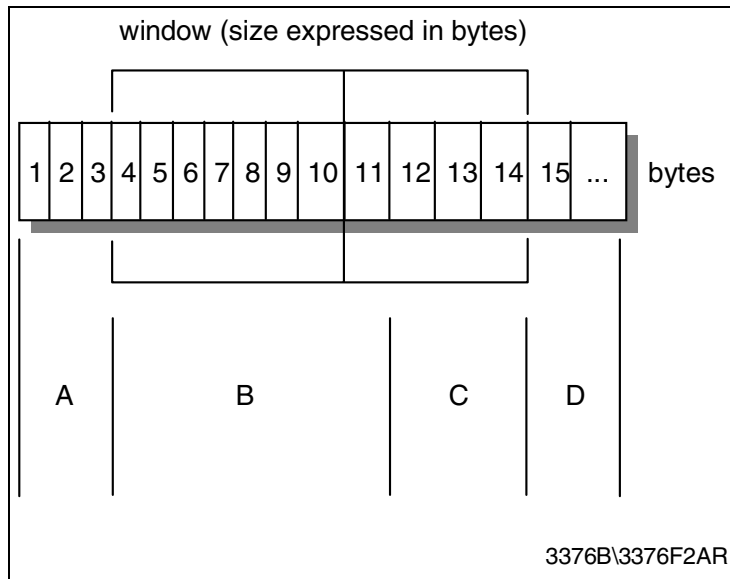 window (size expressed in bytes)
1 2 3 4 5 6 7 8 9 10 11 12 13 14 15 ... bytes
A B C D
3376B\3376F2AR